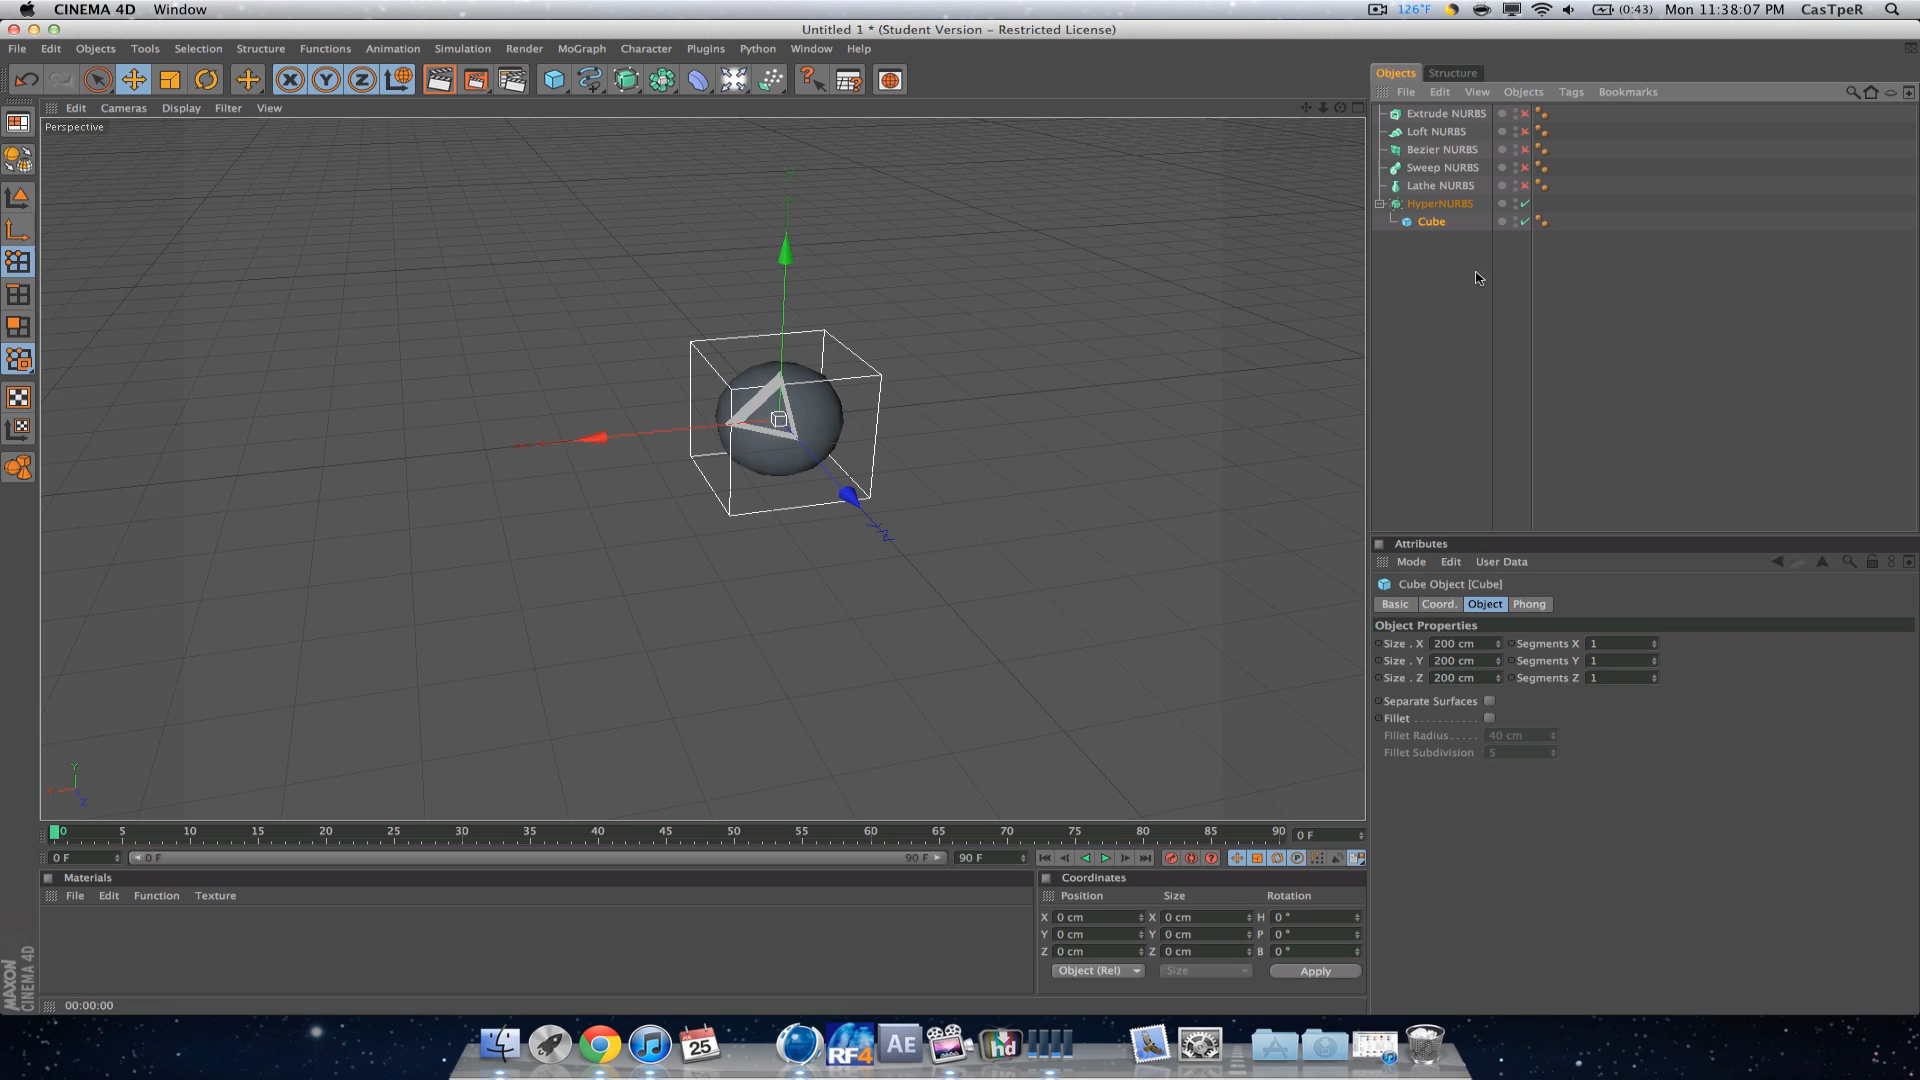 CINEMA 4D Window
126°F (0:43) Mon 11:38:07 PM CasTpeR
Untitled 1 * (Student Version – Restricted License)
File Edit Objects Tools Selection Structure Functions Animation Simulation Render MoGraph Character Plugins Python Window Help
Objects Structure
File Edit View Objects Tags Bookmarks
Edit Cameras Display Filter View
Perspective
Extrude NURBS
Loft NURBS
Bezier NURBS
Sweep NURBS
Lathe NURBS
HyperNURBS
Cube
Y
Z
Y
X
Z
Attributes
Mode Edit User Data
Cube Object [Cube]
Basic Coord. Object Phong
Object Properties
Size . X 200 cm Segments X 1
Size . Y 200 cm Segments Y 1
Size . Z 200 cm Segments Z 1
Separate Surfaces
Fillet . . . . . . . . . . .
Fillet Radius . . . . . 40 cm
Fillet Subdivision 5
0 5 10 15 20 25 30 35 40 45 50 55 60 65 70 75 80 85 90 0 F
0 F 0 F 90 F 90 F
Materials
File Edit Function Texture
Coordinates
Position Size Rotation
X 0 cm X 0 cm H 0 °
Y 0 cm Y 0 cm P 0 °
Z 0 cm Z 0 cm B 0 °
Object (Rel) Size Apply
MAXON
CINEMA 4D
00:00:00
25
RF4
AE
hd